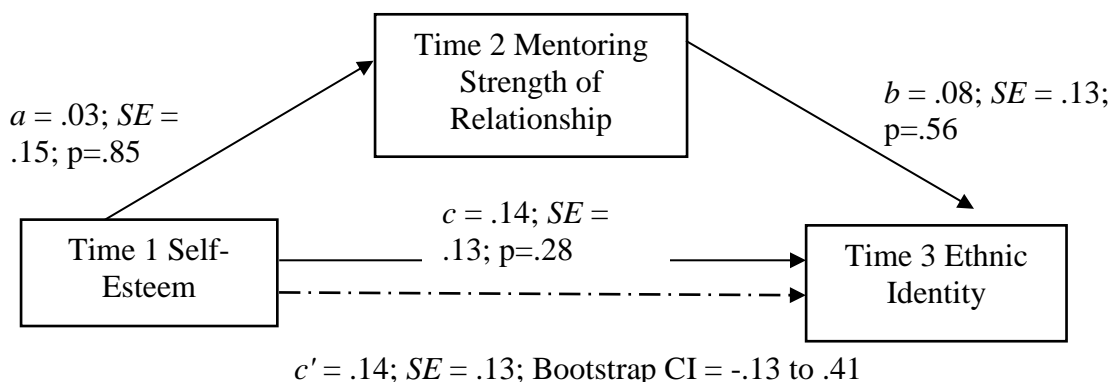 Time 2 Mentoring
Strength of
Relationship
a = .03; SE =
.15; p=.85
b = .08; SE = .13;
p=.56
Time 1 Self-
Esteem
c = .14; SE =
.13; p=.28
Time 3 Ethnic
Identity
c' = .14; SE = .13; Bootstrap CI = -.13 to .41